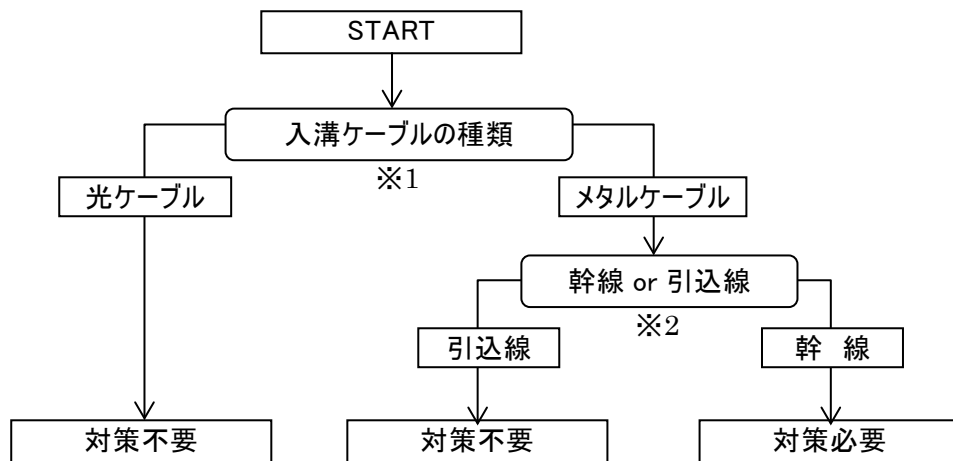 START
入溝ケーブルの種類
※1
光ケーブル
メタルケーブル
幹線 or 引込線
※2
引込線
幹　線
対策不要
対策不要
対策必要